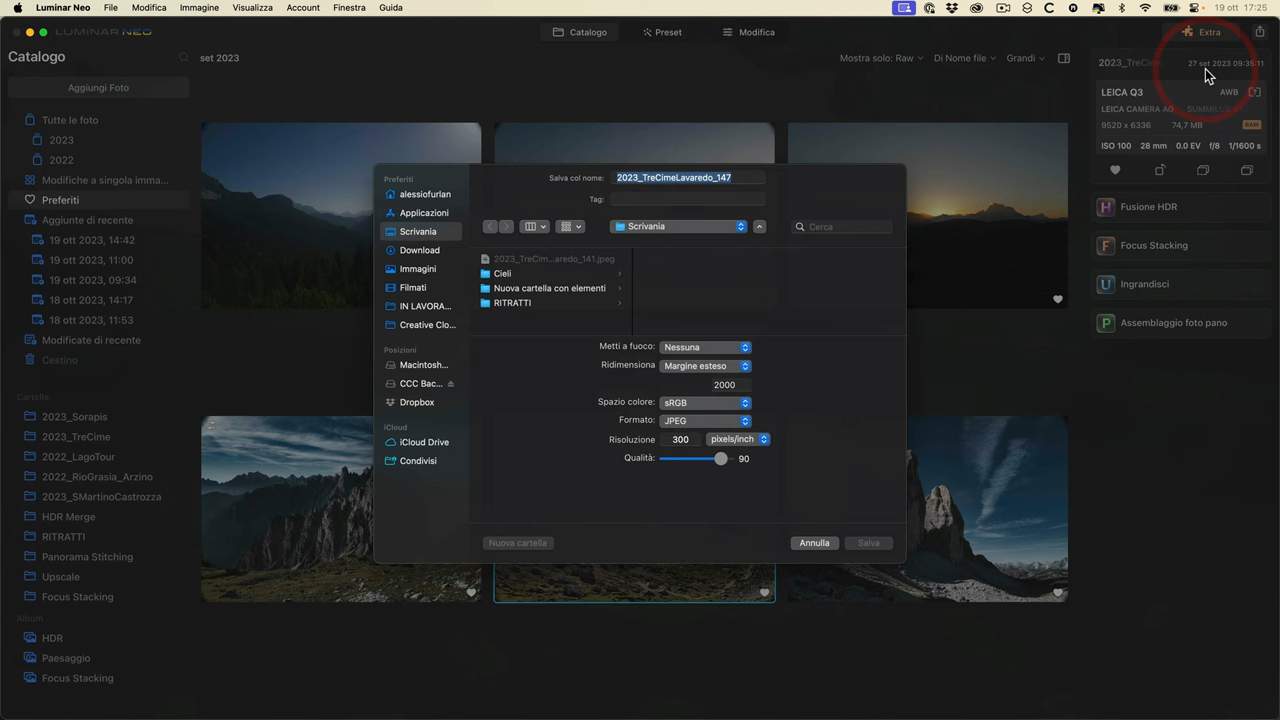 Luminar Neo File Modifica Immagine Visualizza Account Finestra Guida 19 ott 17:25
LUMINAR NEO Catalogo Preset Modifica Extra
Catalogo
set 2023
Mostra solo: Raw Di Nome file Grandi
Aggiungi Foto
Tutte le foto
2023
2022
Modifiche a singola imma...
Preferiti
Aggiunte di recente
19 ott 2023, 14:42
19 ott 2023, 11:00
19 ott 2023, 09:34
18 ott 2023, 14:17
18 ott 2023, 11:53
Modificate di recente
Cestino
Cartelle
2023_Sorapis
2023_TreCime
2022_LagoTour
2022_RioGrasia_Arzino
2023_SMartinoCastrozza
HDR Merge
RITRATTI
Panorama Stitching
Upscale
Focus Stacking
Album
HDR
Paesaggio
Focus Stacking
Preferiti
alessiofurlan
Applicazioni
Scrivania
Download
Immagini
Filmati
IN LAVORA...
Creative Clo...
Posizioni
Macintosh...
CCC Bac...
Dropbox
iCloud
iCloud Drive
Condivisi
Salva col nome: 2023_TreCimeLavaredo_147
Tag:
Scrivania
Cerca
2023_TreCim...aredo_141.jpeg
Cieli
Nuova cartella con elementi
RITRATTI
Metti a fuoco: Nessuna
Ridimensiona Margine esteso
2000
Spazio colore: sRGB
Formato: JPEG
Risoluzione: 300 pixels/inch
Qualità: 90
Nuova cartella
Annulla
Salva
2023_TreCime 27 set 2023 09:35:11
LEICA Q3 AWB
LEICA CAMERA AG SUMMILUX
9520 x 6336 74,7 MB RAW
ISO 100 28 mm 0.0 EV f/8 1/1600 s
H Fusione HDR
F Focus Stacking
U Ingrandisci
P Assemblaggio foto pano